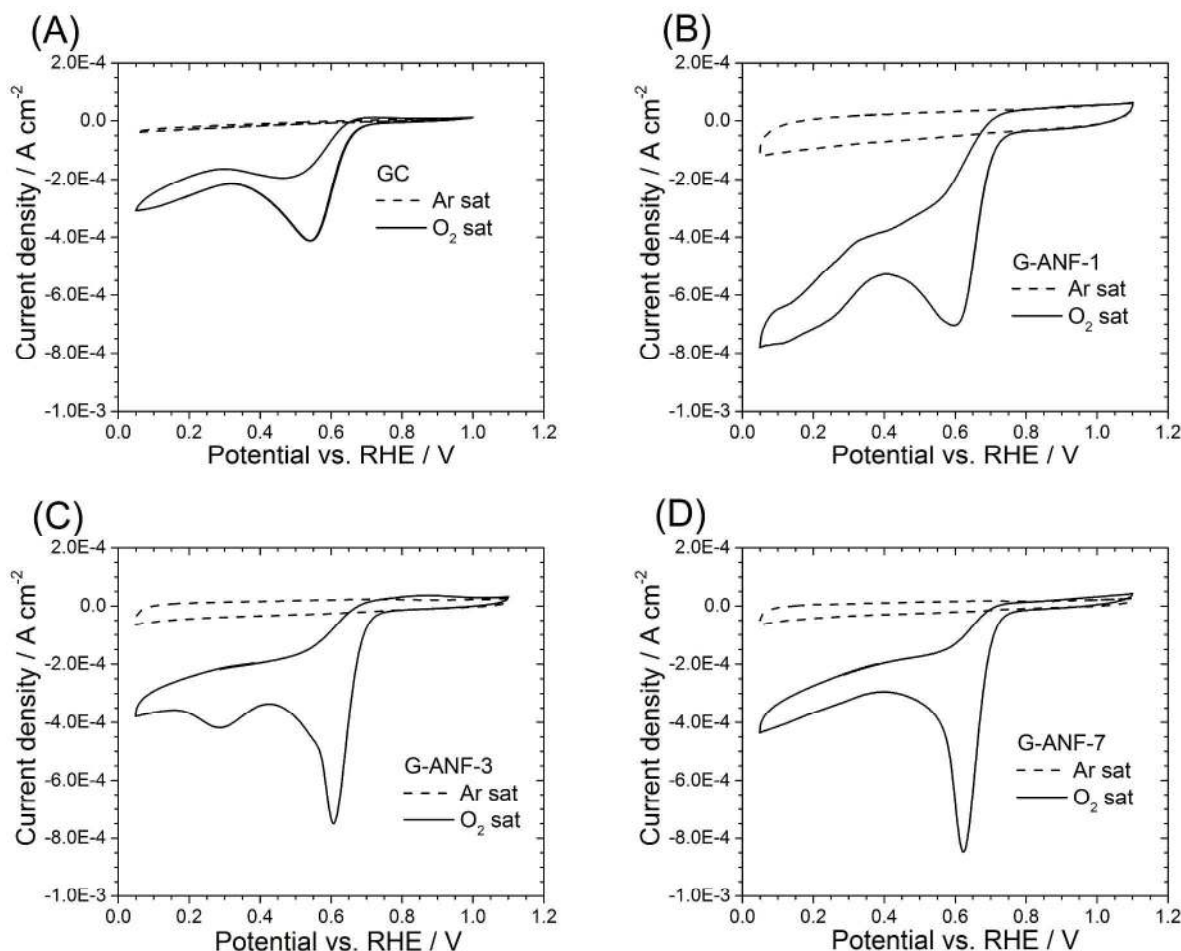 (A)
2.0E-4
0.0
-2.0E-4
-4.0E-4
-6.0E-4
-8.0E-4
-1.0E-3
Current density / A cm⁻²
GC
Ar sat
O₂ sat
0.0 0.2 0.4 0.6 0.8 1.0 1.2
Potential vs. RHE / V
(B)
2.0E-4
0.0
-2.0E-4
-4.0E-4
-6.0E-4
-8.0E-4
-1.0E-3
Current density / A cm⁻²
G-ANF-1
Ar sat
O₂ sat
0.0 0.2 0.4 0.6 0.8 1.0 1.2
Potential vs. RHE / V
(C)
2.0E-4
0.0
-2.0E-4
-4.0E-4
-6.0E-4
-8.0E-4
-1.0E-3
Current density / A cm⁻²
G-ANF-3
Ar sat
O₂ sat
0.0 0.2 0.4 0.6 0.8 1.0 1.2
Potential vs. RHE / V
(D)
2.0E-4
0.0
-2.0E-4
-4.0E-4
-6.0E-4
-8.0E-4
-1.0E-3
Current density / A cm⁻²
G-ANF-7
Ar sat
O₂ sat
0.0 0.2 0.4 0.6 0.8 1.0 1.2
Potential vs. RHE / V